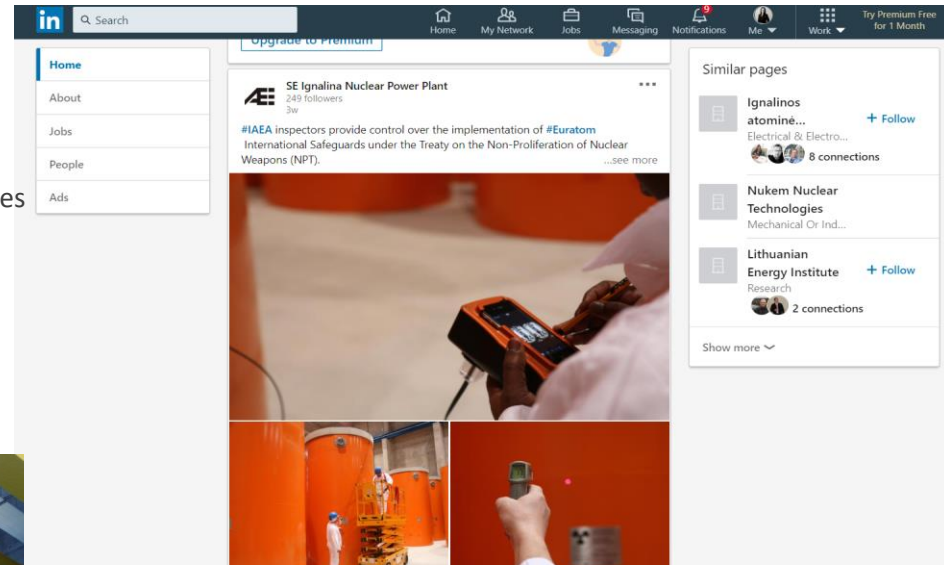 in
Search
Home
My Network
Jobs
Messaging
9
Notifications
Me
Work
Try Premium Free
for 1 Month
Home
About
Jobs
People
Ads
es
Upgrade to Premium
SE Ignalina Nuclear Power Plant
249 followers
3w
#IAEA inspectors provide control over the implementation of #Euratom
International Safeguards under the Treaty on the Non-Proliferation of Nuclear
Weapons (NPT).
...see more
Similar pages
Ignalinos
atominė...
Electrical & Electro...
+ Follow
8 connections
Nukem Nuclear
Technologies
Mechanical Or Ind...
Lithuanian
Energy Institute
Research
+ Follow
2 connections
Show more